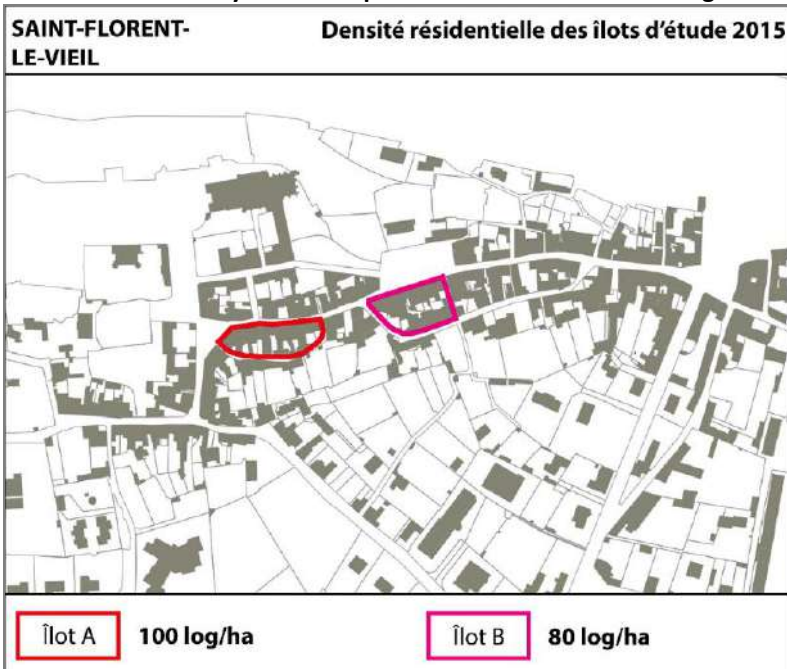 SAINT-FLORENT-
LE-VIEIL
Densité résidentielle des îlots d'étude 2015
Îlot A 100 log/ha
Îlot B 80 log/ha